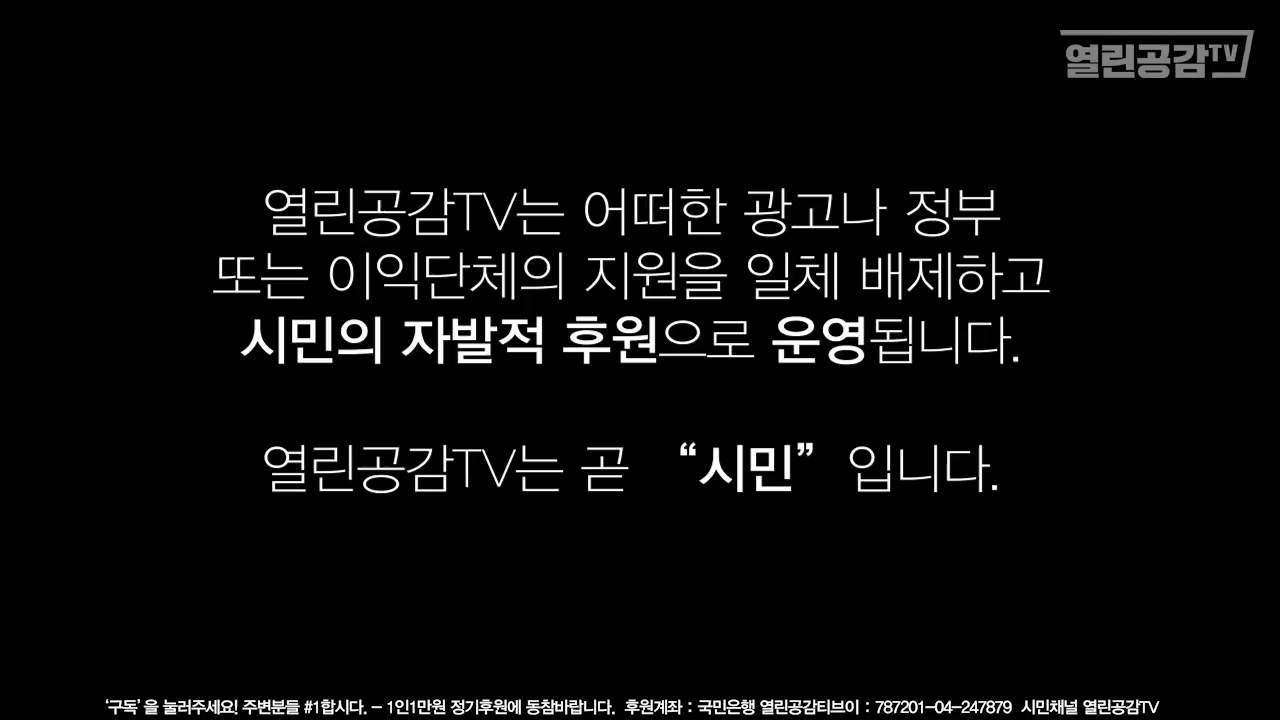 열린공감TV
열린공감TV는 어떠한 광고나 정부
또는 이익단체의 지원을 일체 배제하고
시민의 자발적 후원으로 운영됩니다.
열린공감TV는 곧 “시민” 입니다.
‘구독’을 눌러주세요! 주변분들 #1합시다. - 1인1만원 정기후원에 동참바랍니다. 후원계좌 : 국민은행 열린공감티브이 : 787201-04-247879 시민채널 열린공감TV